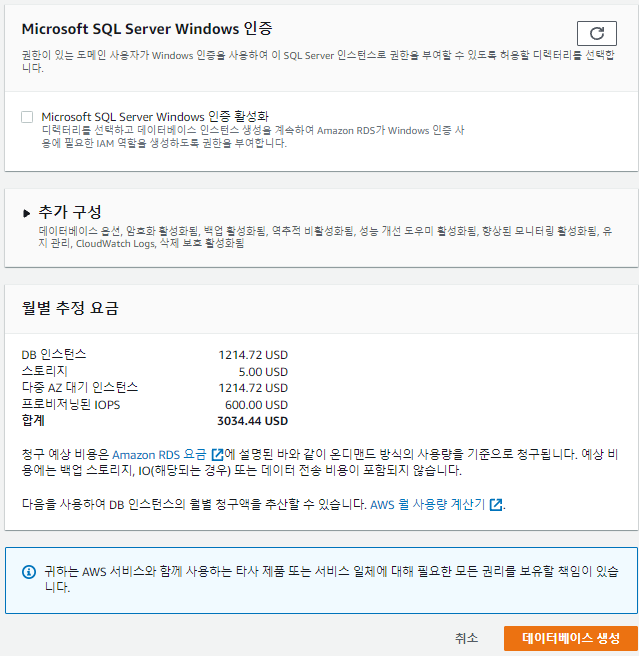 Microsoft SQL Server Windows 인증
권한이 있는 도메인 사용자가 Windows 인증을 사용하여 이 SQL Server 인스턴스로 권한을 부여할 수 있도록 허용할 디렉터리를 선택합
니다.
Microsoft SQL Server Windows 인증 활성화
디렉터리를 선택하고 데이터베이스 인스턴스 생성을 계속하여 Amazon RDS가 Windows 인증 사
용에 필요한 IAM 역할을 생성하도록 권한을 부여합니다.
추가 구성
데이터베이스 옵션, 암호화 활성화됨, 백업 활성화됨, 역추적 비활성화됨, 성능 개선 도우미 활성화됨, 향상된 모니터링 활성화됨, 유
지 관리, CloudWatch Logs, 삭제 보호 활성화됨
월별 추정 요금
DB 인스턴스 1214.72 USD
스토리지 5.00 USD
다중 AZ 대기 인스턴스 1214.72 USD
프로비저닝된 IOPS 600.00 USD
합계 3034.44 USD
청구 예상 비용은 Amazon RDS 요금 에 설명된 바와 같이 온디맨드 방식의 사용량을 기준으로 청구됩니다. 예상 비
용에는 백업 스토리지, IO(해당되는 경우) 또는 데이터 전송 비용이 포함되지 않습니다.
다음을 사용하여 DB 인스턴스의 월별 청구액을 추산할 수 있습니다. AWS 월 사용량 계산기 .
귀하는 AWS 서비스와 함께 사용하는 타사 제품 또는 서비스 일체에 대해 필요한 모든 권리를 보유할 책임이 있습
니다.
취소 데이터베이스 생성